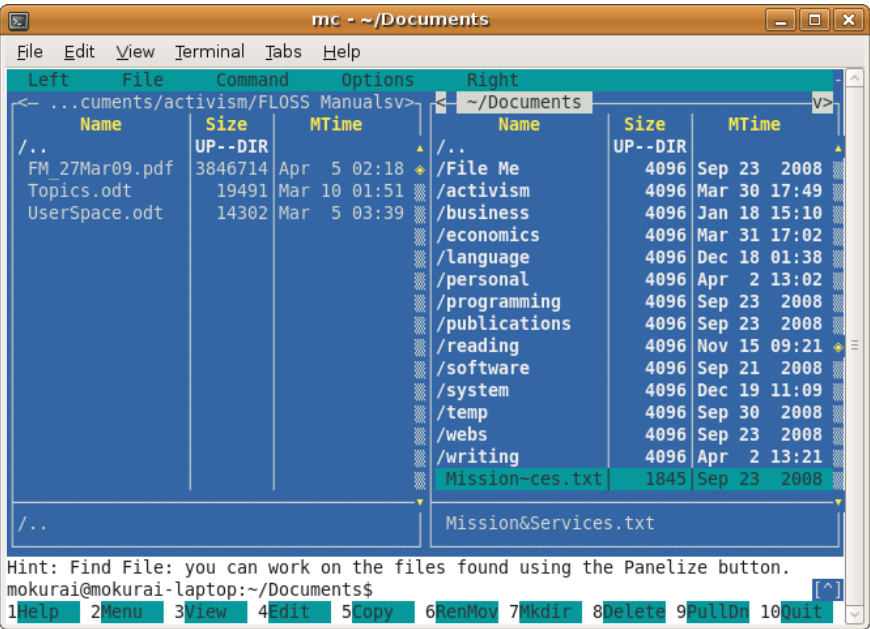 mc - ~/Documents
File Edit View Terminal Tabs Help
Left File Command Options Right
<— ...cuments/activism/FLOSS Manualsv> <— ~/Documents v>
Name Size MTime Name Size MTime
/.. UP--DIR /.. UP--DIR
FM_27Mar09.pdf 3846714 Apr 5 02:18 /File Me 4096 Sep 23 2008
Topics.odt 19491 Mar 10 01:51 /activism 4096 Mar 30 17:49
UserSpace.odt 14302 Mar 5 03:39 /business 4096 Jan 18 15:10
/economics 4096 Mar 31 17:02
/language 4096 Dec 18 01:38
/personal 4096 Apr 2 13:02
/programming 4096 Sep 23 2008
/publications 4096 Sep 23 2008
/reading 4096 Nov 15 09:21
/software 4096 Sep 21 2008
/system 4096 Dec 19 11:09
/temp 4096 Sep 30 2008
/webs 4096 Sep 23 2008
/writing 4096 Apr 2 13:21
Mission~ces.txt 1845 Sep 23 2008
/.. Mission&Services.txt
Hint: Find File: you can work on the files found using the Panelize button.
mokurai@mokurai-laptop:~/Documents$ [^]
1Help 2Menu 3View 4Edit 5Copy 6RenMov 7Mkdir 8Delete 9PullDn 10Quit